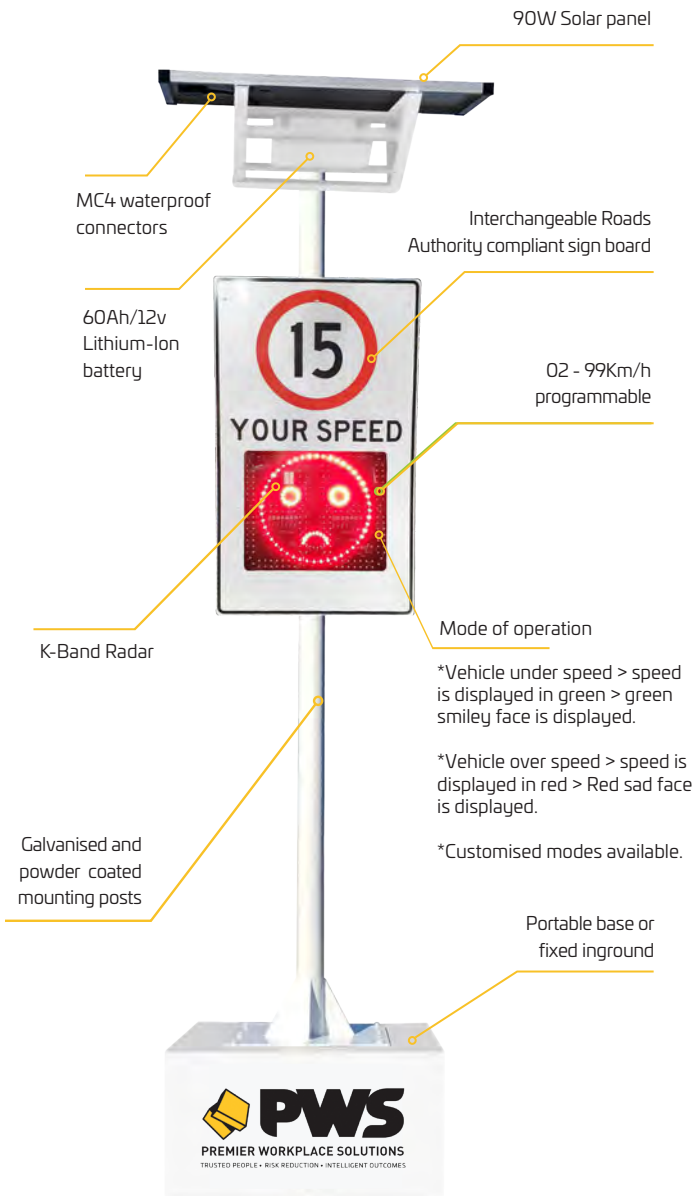 90W Solar panel
MC4 waterproof
connectors
Interchangeable Roads
Authority compliant sign board
60Ah/12v
Lithium-Ion
battery
15
02 - 99Km/h
programmable
YOUR SPEED
K-Band Radar
Mode of operation
*Vehicle under speed > speed
is displayed in green > green
smiley face is displayed.
*Vehicle over speed > speed is
displayed in red > Red sad face
is displayed.
*Customised modes available.
Galvanised and
powder coated
mounting posts
Portable base or
fixed inground
PWS
PREMIER WORKPLACE SOLUTIONS
TRUSTED PEOPLE • RISK REDUCTION • INTELLIGENT OUTCOMES